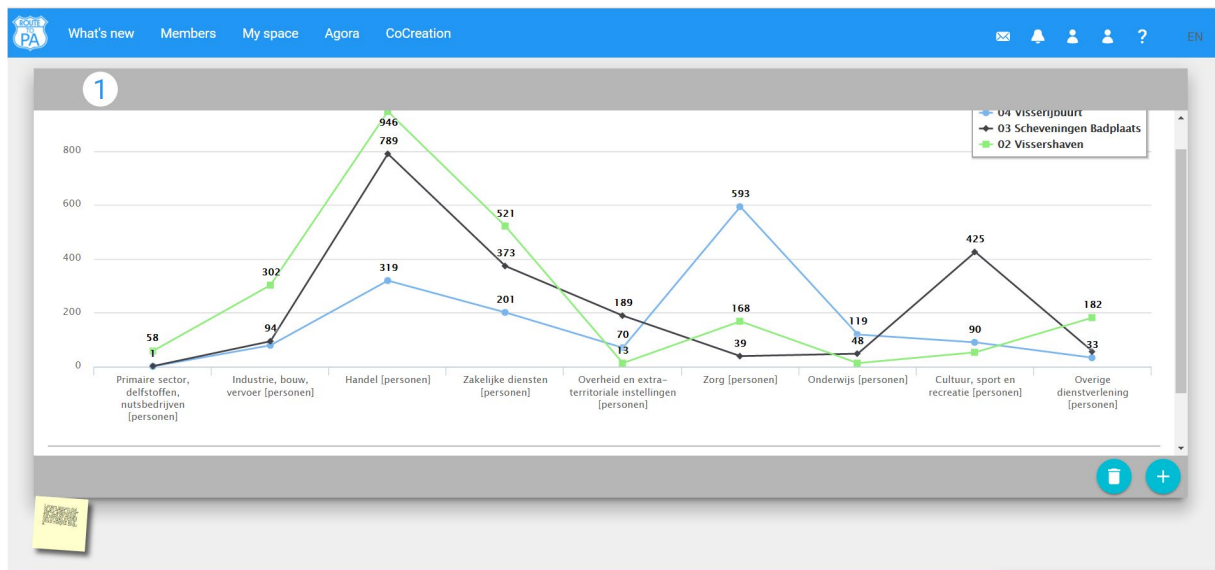 ROUTE
TO
PA
What's new Members My space Agora CoCreation ? EN
1
04 Visserijbuurt
03 Scheveningen Badplaats
02 Vissershaven
800
600
400
200
0
946
789
593
521
425
373
319
302
201
189
182
168
119
94
90
70
58
48
39
33
13
1
Primaire sector,
delfstoffen,
nutsbedrijven
[personen]
Industrie, bouw,
vervoer [personen]
Handel [personen]
Zakelijke diensten
[personen]
Overheid en extra-
territoriale instellingen
[personen]
Zorg [personen]
Onderwijs [personen]
Cultuur, sport en
recreatie [personen]
Overige
dienstverlening
[personen]